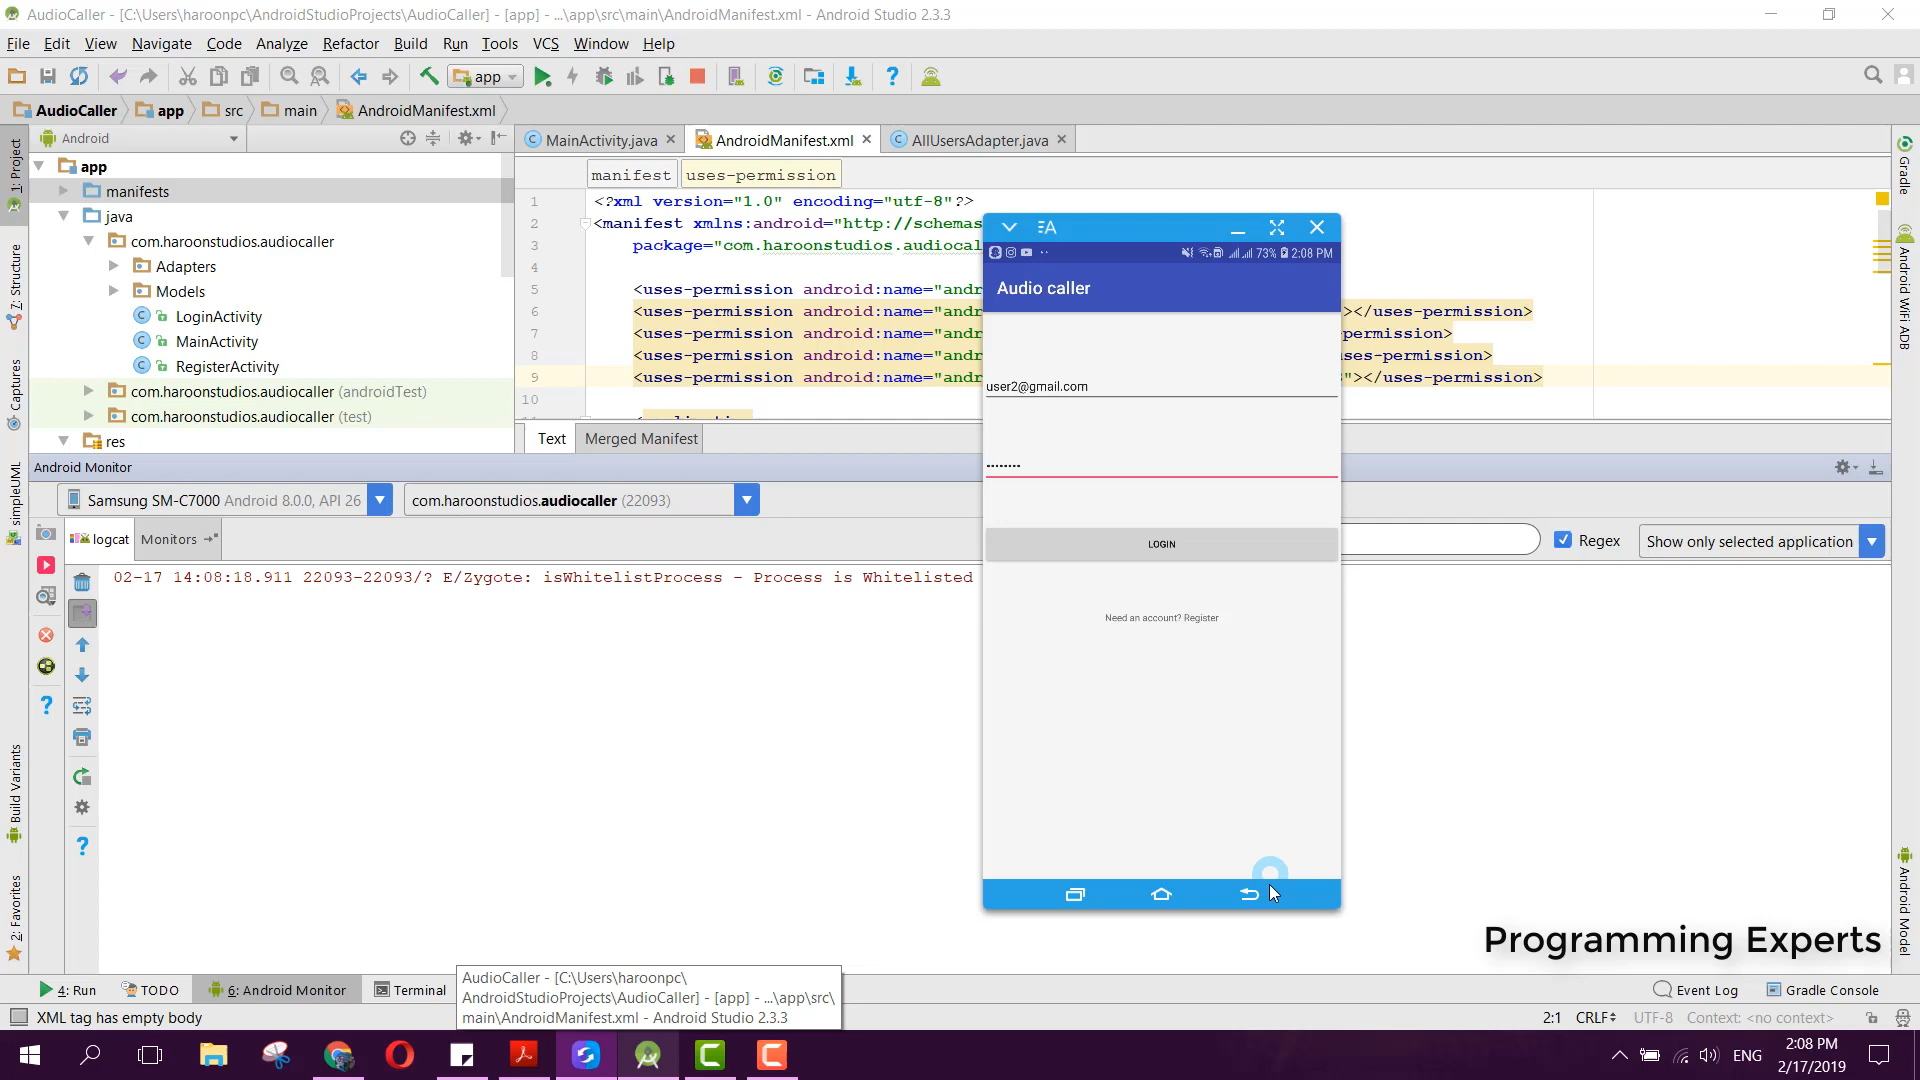 AudioCaller - [C:\Users\haroonpc\AndroidStudioProjects\AudioCaller] - [app] - ...\app\src\main\AndroidManifest.xml - Android Studio 2.3.3
File Edit View Navigate Code Analyze Refactor Build Run Tools VCS Window Help
app
AudioCaller app src main AndroidManifest.xml
Android
MainActivity.java AndroidManifest.xml AllUsersAdapter.java
1: Project
7: Structure
Captures
simpleUML
Build Variants
2: Favorites
app
manifests
java
com.haroonstudios.audiocaller
Adapters
Models
LoginActivity
MainActivity
RegisterActivity
com.haroonstudios.audiocaller (androidTest)
com.haroonstudios.audiocaller (test)
res
manifest uses-permission
1 <?xml version="1.0" encoding="utf-8"?>
2 <manifest xmlns:android="http://schemas
3 package="com.haroonstudios.audiocal
4
5 <uses-permission android:name="andr
6 <uses-permission android:name="andr ></uses-permission>
7 <uses-permission android:name="andr permission>
8 <uses-permission android:name="andr uses-permission>
9 <uses-permission android:name="andr "></uses-permission>
10
Text Merged Manifest
Gradle
Android WiFi ADB
Android Model
73% 2:08 PM
Audio caller
user2@gmail.com
LOGIN
Need an account? Register
Android Monitor
Samsung SM-C7000 Android 8.0.0, API 26 com.haroonstudios.audiocaller (22093)
logcat Monitors Regex Show only selected application
02-17 14:08:18.911 22093-22093/? E/Zygote: isWhitelistProcess - Process is Whitelisted
Programming Experts
4: Run TODO 6: Android Monitor Terminal Event Log Gradle Console
AudioCaller - [C:\Users\haroonpc\
AndroidStudioProjects\AudioCaller] - [app] - ...\app\src\
main\AndroidManifest.xml - Android Studio 2.3.3
XML tag has empty body 2:1 CRLF UTF-8 Context: <no context>
ENG 2:08 PM
2/17/2019